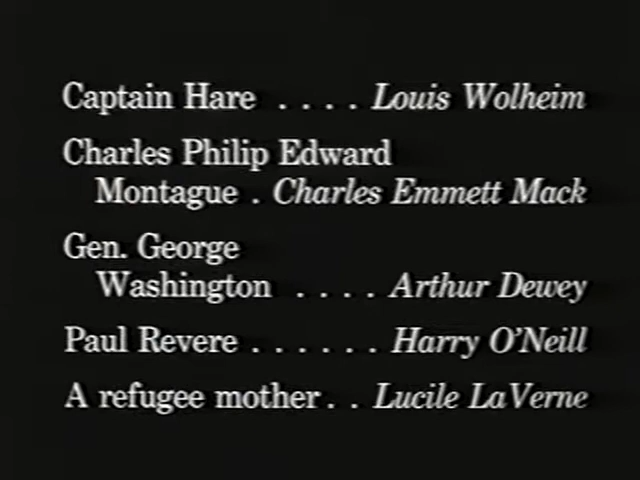 Captain Hare . . . . Louis Wolheim
Charles Philip Edward
Montague . Charles Emmett Mack
Gen. George
Washington . . . . Arthur Dewey
Paul Revere . . . . . . Harry O'Neill
A refugee mother . . Lucile LaVerne